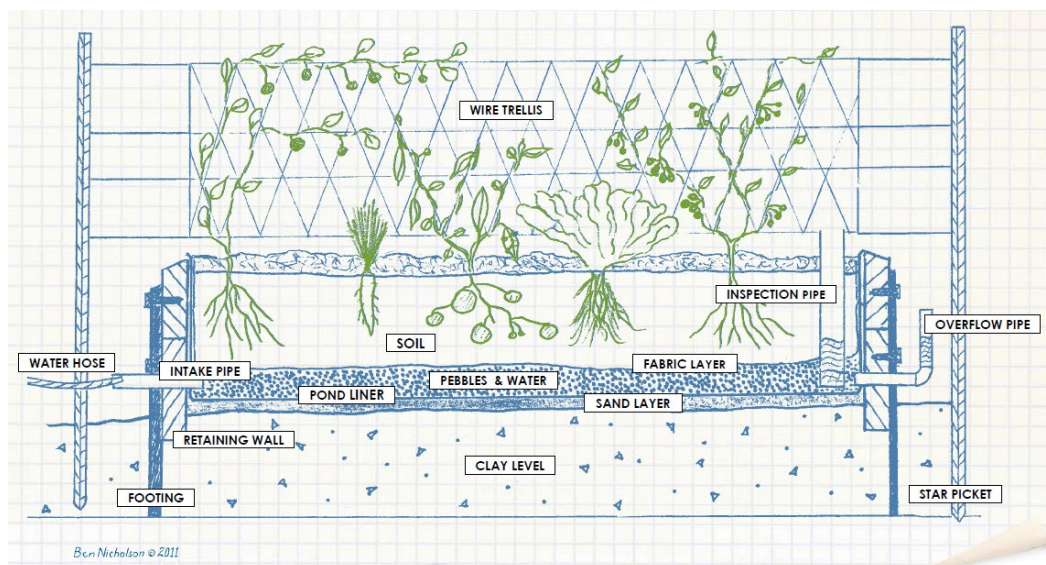 WIRE TRELLIS
INSPECTION PIPE
OVERFLOW PIPE
SOIL
WATER HOSE
INTAKE PIPE
FABRIC LAYER
PEBBLES & WATER
POND LINER
SAND LAYER
RETAINING WALL
CLAY LEVEL
FOOTING
STAR PICKET
Ben Nicholson © 2011